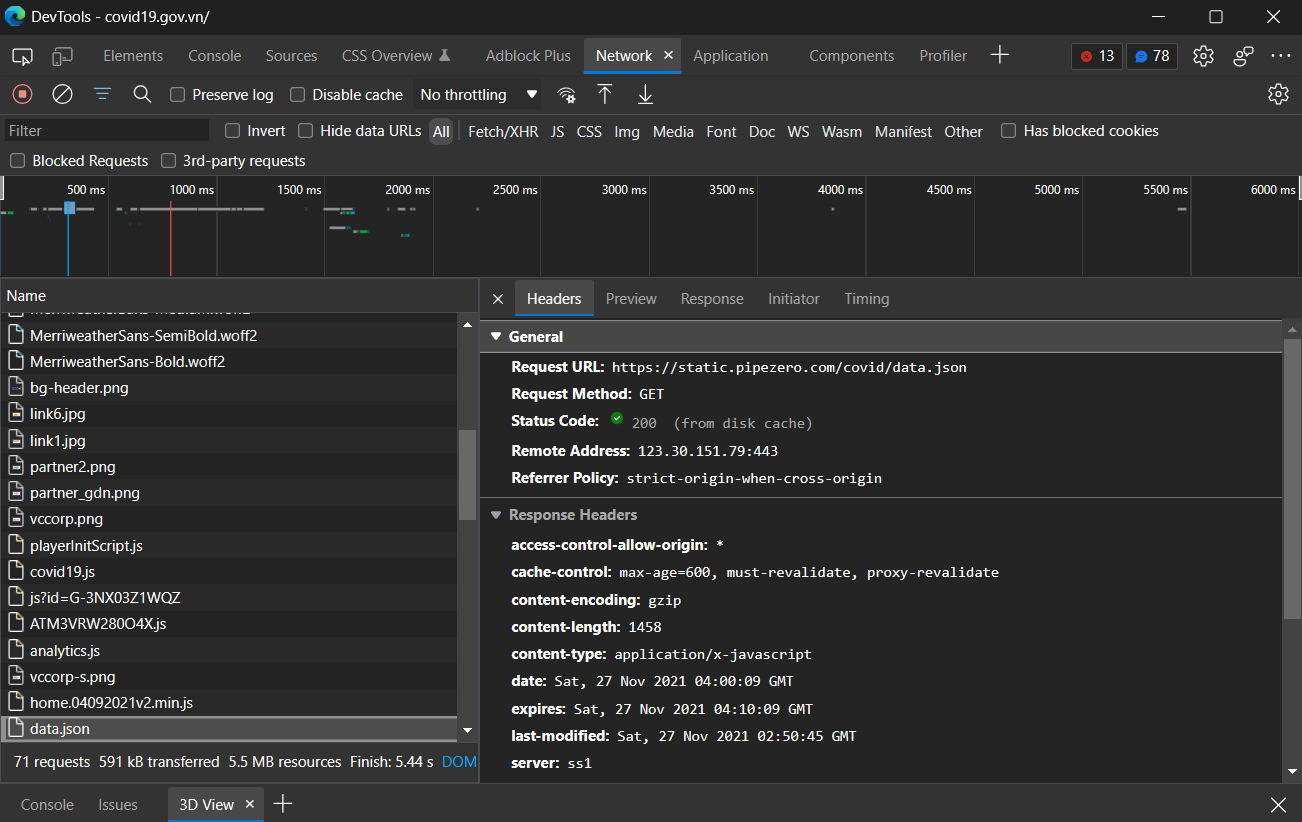 DevTools - covid19.gov.vn/
Elements Console Sources CSS Overview Adblock Plus Network Application Components Profiler 13 78
Preserve log Disable cache No throttling
Filter Invert Hide data URLs All Fetch/XHR JS CSS Img Media Font Doc WS Wasm Manifest Other Has blocked cookies
Blocked Requests 3rd-party requests
500 ms 1000 ms 1500 ms 2000 ms 2500 ms 3000 ms 3500 ms 4000 ms 4500 ms 5000 ms 5500 ms 6000 ms
Name
MerriweatherSans-SemiBold.woff2
MerriweatherSans-Bold.woff2
bg-header.png
link6.jpg
link1.jpg
partner2.png
partner_gdn.png
vccorp.png
playerInitScript.js
covid19.js
js?id=G-3NX03Z1WQZ
ATM3VRW280O4X.js
analytics.js
vccorp-s.png
home.04092021v2.min.js
data.json
71 requests 591 kB transferred 5.5 MB resources Finish: 5.44 s DOM
Headers Preview Response Initiator Timing
General
Request URL: https://static.pipezero.com/covid/data.json
Request Method: GET
Status Code: 200 (from disk cache)
Remote Address: 123.30.151.79:443
Referrer Policy: strict-origin-when-cross-origin
Response Headers
access-control-allow-origin: *
cache-control: max-age=600, must-revalidate, proxy-revalidate
content-encoding: gzip
content-length: 1458
content-type: application/x-javascript
date: Sat, 27 Nov 2021 04:00:09 GMT
expires: Sat, 27 Nov 2021 04:10:09 GMT
last-modified: Sat, 27 Nov 2021 02:50:45 GMT
server: ss1
Console Issues 3D View